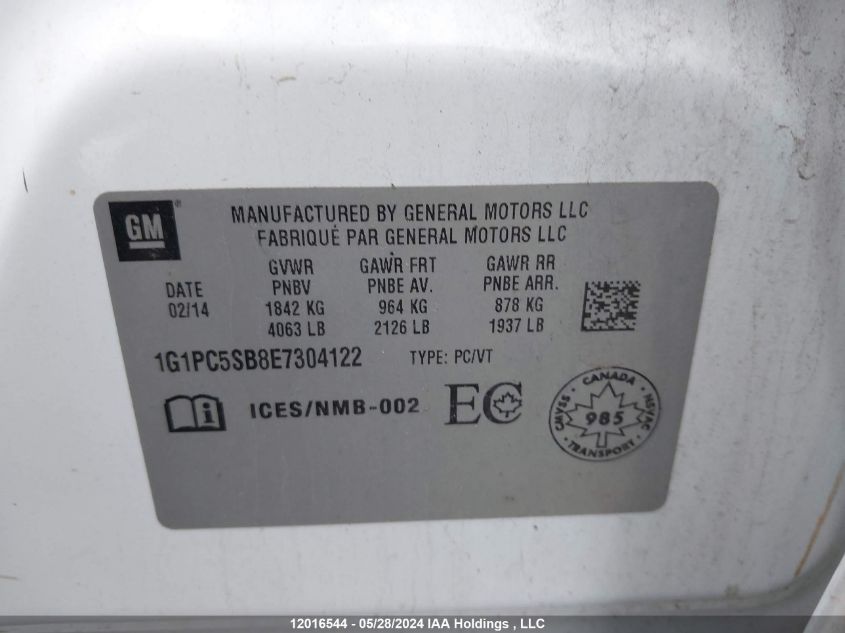 GM
MANUFACTURED BY GENERAL MOTORS LLC
FABRIQUÉ PAR GENERAL MOTORS LLC
DATE
02/14
GVWR
PNBV
1842 KG
4063 LB
GAWR FRT
PNBE AV.
964 KG
2126 LB
GAWR RR
PNBE ARR.
878 KG
1937 LB
1G1PC5SB8E7304122 TYPE: PC/VT
i ICES/NMB-002 EC
CANADA
CMVSS 985 NSVAC
TRANSPORT
12016544 - 05/28/2024 IAA Holdings , LLC